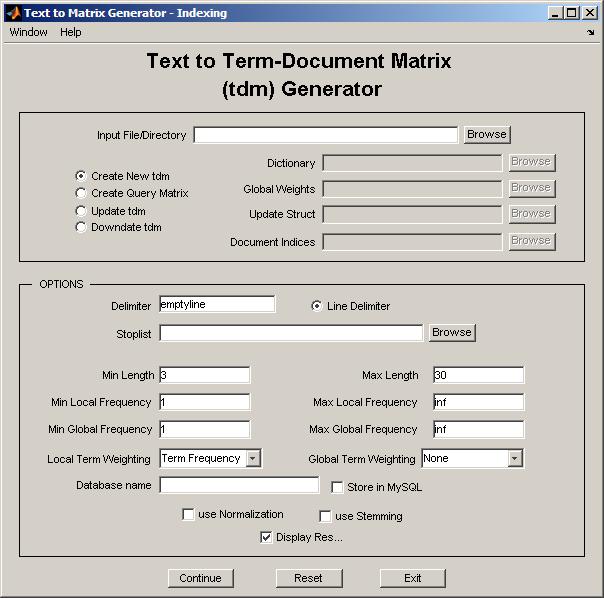 Text to Matrix Generator - Indexing
Window Help
Text to Term-Document Matrix
(tdm) Generator
Input File/Directory Browse
Dictionary Browse
Create New tdm
Global Weights Browse
Create Query Matrix
Update Struct Browse
Update tdm
Downdate tdm
Document Indices Browse
OPTIONS
Delimiter emptyline Line Delimiter
Stoplist Browse
Min Length 3 Max Length 30
Min Local Frequency 1 Max Local Frequency inf
Min Global Frequency 1 Max Global Frequency inf
Local Term Weighting Term Frequency Global Term Weighting None
Database name Store in MySQL
use Normalization use Stemming
Display Res...
Continue Reset Exit